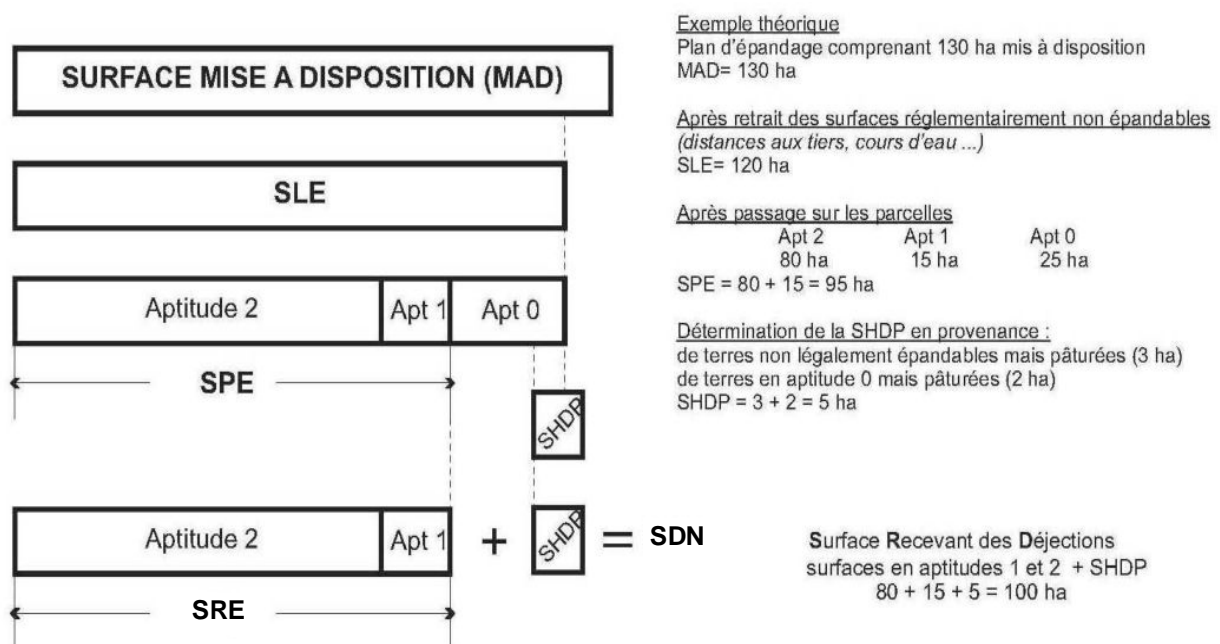 SURFACE MISE A DISPOSITION (MAD)
SLE
Aptitude 2 Apt 1 Apt 0
SPE
SHDP
Aptitude 2 Apt 1 + SHDP = SDN
SRE
Exemple théorique
Plan d'épandage comprenant 130 ha mis à disposition
MAD= 130 ha
Après retrait des surfaces réglementairement non épandables
(distances aux tiers, cours d'eau ...)
SLE= 120 ha
Après passage sur les parcelles
Apt 2 Apt 1 Apt 0
80 ha 15 ha 25 ha
SPE = 80 + 15 = 95 ha
Détermination de la SHDP en provenance :
de terres non légalement épandables mais pâturées (3 ha)
de terres en aptitude 0 mais pâturées (2 ha)
SHDP = 3 + 2 = 5 ha
Surface Recevant des Déjections
surfaces en aptitudes 1 et 2 + SHDP
80 + 15 + 5 = 100 ha